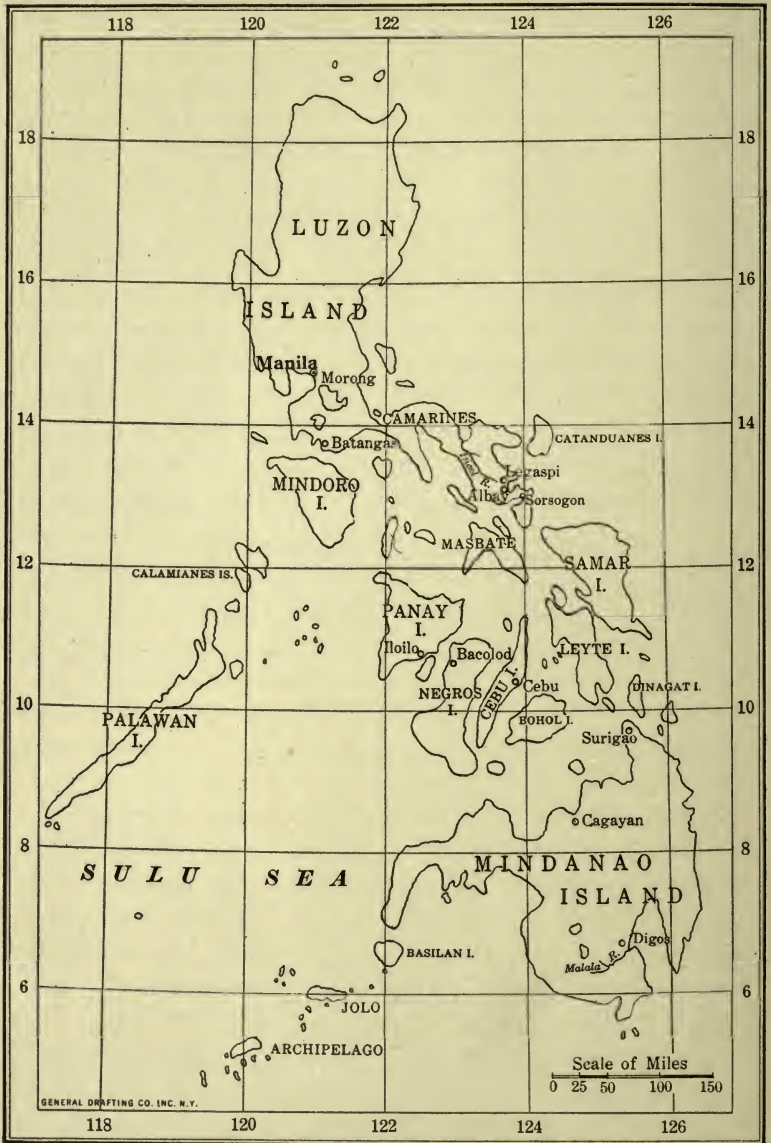 118 120 122 124 126
18 18
LUZON
16 16
ISLAND
Manila
Morong
14 14
CAMARINES
CATANDUANES I.
Batangas
Legaspi
R.
Albay
Sorsogon
MINDORO
I.
MASBATE
12 12
SAMAR
I.
CALAMIANES IS.
PANAY
I.
Iloilo
Bacolod
LEYTE I.
NEGROS
I.
CEBU I.
Cebu
DINAGAT I.
10 10
PALAWAN
I.
BOHOL I.
Surigao
Cagayan
8 8
SULU SEA
MINDANAO
ISLAND
Digos
Malala R.
BASILAN I.
6 6
JOLO
ARCHIPELAGO
Scale of Miles
0 25 50 100 150
GENERAL DRAFTING CO. INC. N.Y.
118 120 122 124 126